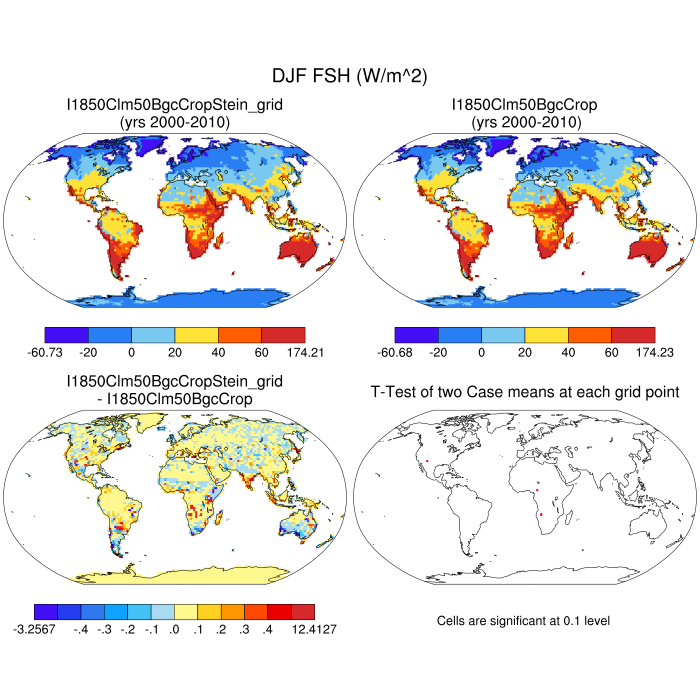 DJF FSH (W/m^2)
I1850Clm50BgcCropStein_grid
(yrs 2000-2010)
I1850Clm50BgcCrop
(yrs 2000-2010)
-60.73 -20 0 20 40 60 174.21
-60.68 -20 0 20 40 60 174.23
I1850Clm50BgcCropStein_grid
- I1850Clm50BgcCrop
T-Test of two Case means at each grid point
-3.2567 -.4 -.3 -.2 -.1 .0 .1 .2 .3 .4 12.4127
Cells are significant at 0.1 level